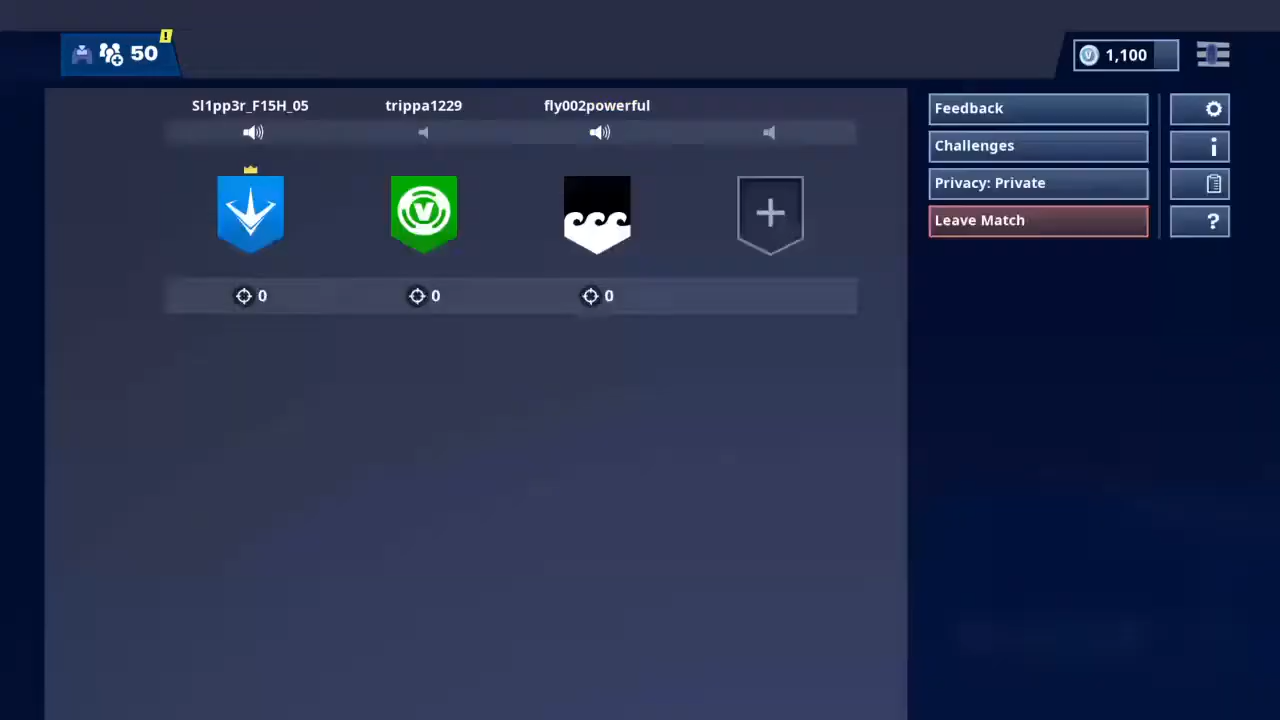 !
50
1,100
Sl1pp3r_F15H_05 trippa1229 fly002powerful
0 0 0
Feedback
Challenges
i
Privacy: Private
Leave Match
?